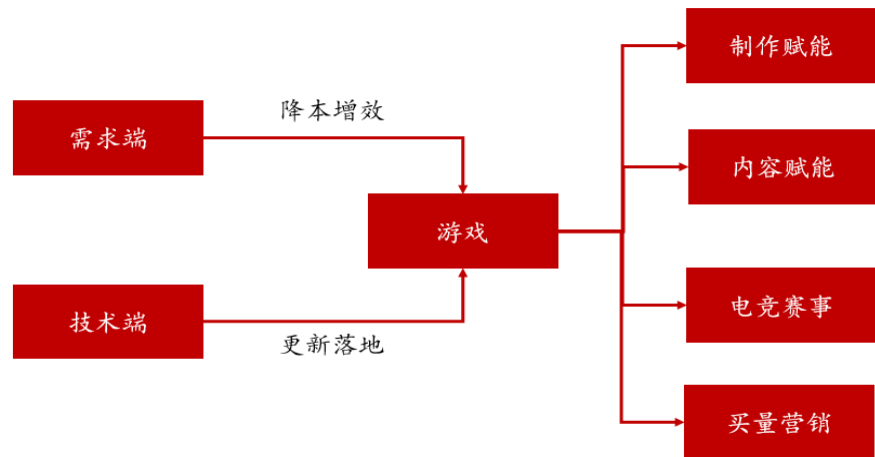 制作赋能
降本增效
需求端
内容赋能
游戏
技术端
电竞赛事
更新落地
买量营销